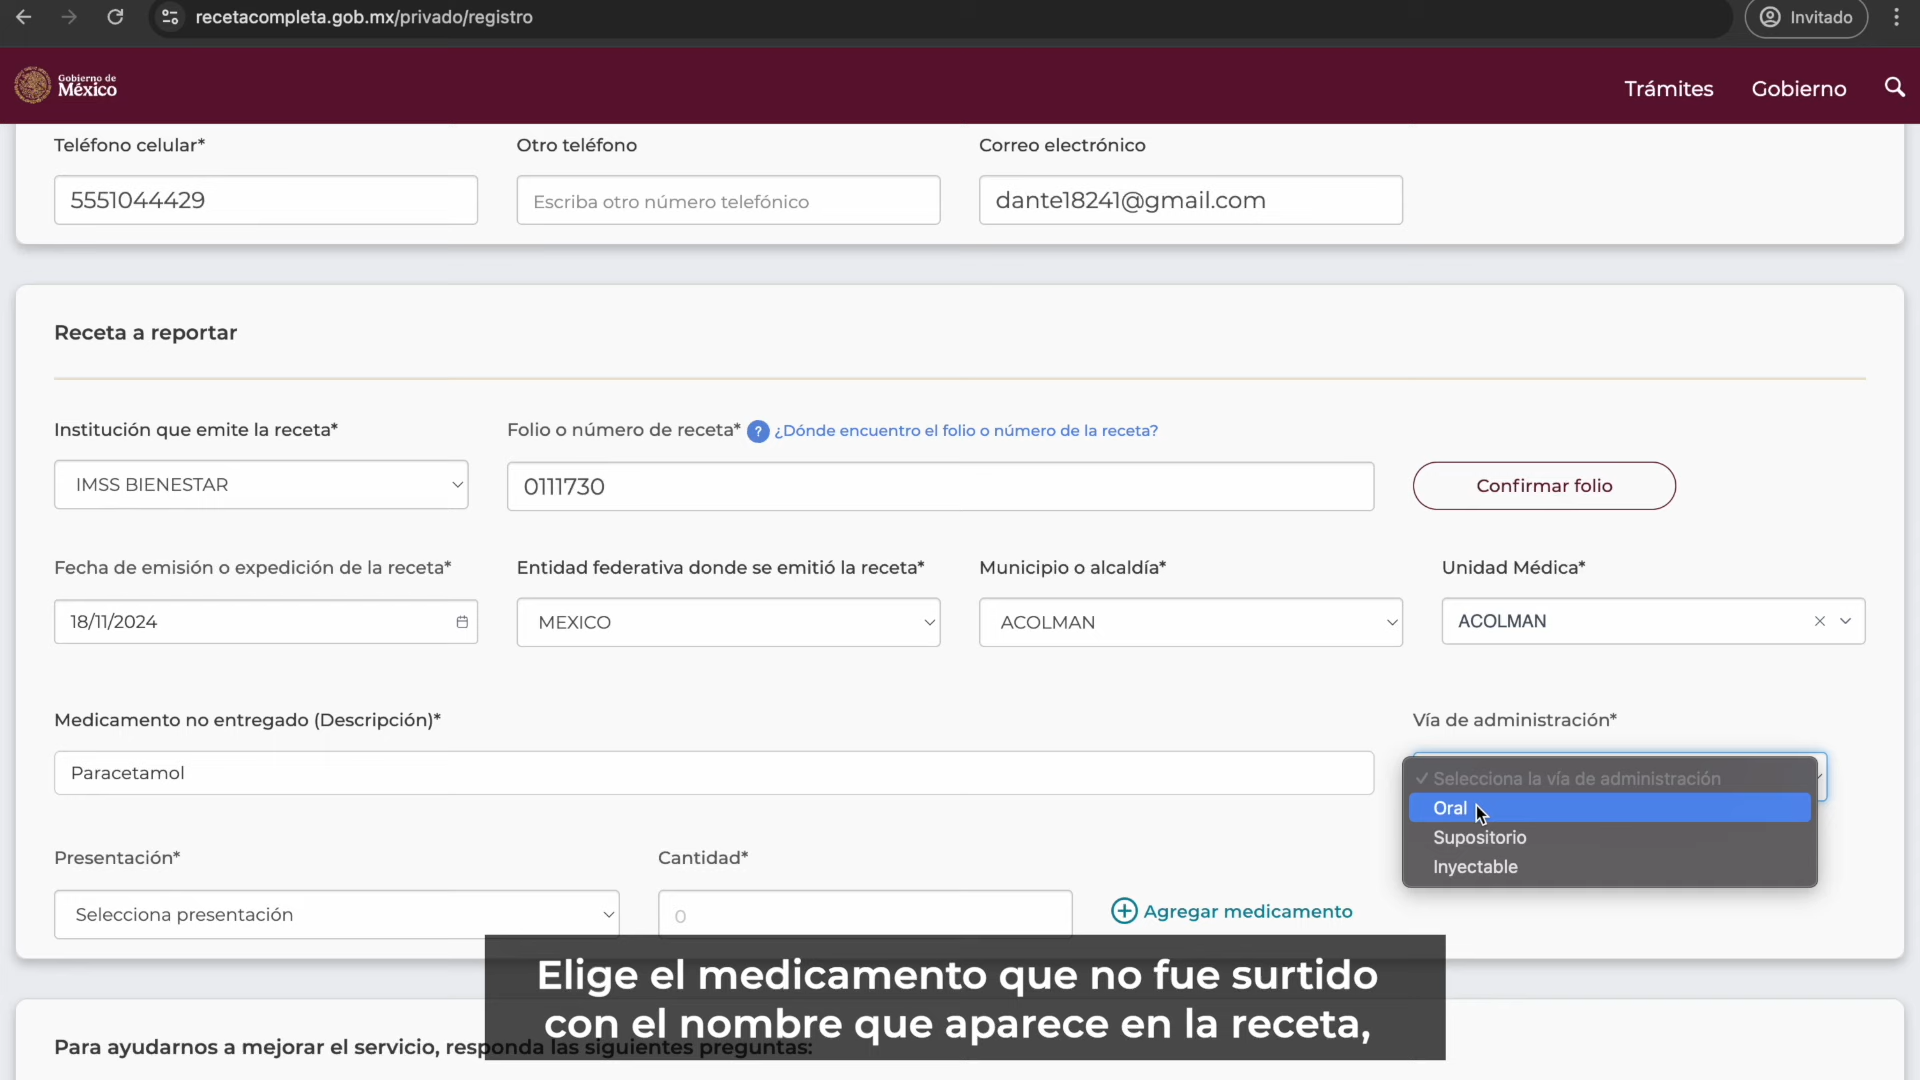 recetacompleta.gob.mx/privado/registro
Invitado
Gobierno de
México
Trámites
Gobierno
Teléfono celular*
Otro teléfono
Correo electrónico
5551044429
Escriba otro número telefónico
dante18241@gmail.com
Receta a reportar
Institución que emite la receta*
Folio o número de receta*
? ¿Dónde encuentro el folio o número de la receta?
IMSS BIENESTAR
0111730
Confirmar folio
Fecha de emisión o expedición de la receta*
Entidad federativa donde se emitió la receta*
Municipio o alcaldía*
Unidad Médica*
18/11/2024
MEXICO
ACOLMAN
ACOLMAN
Medicamento no entregado (Descripción)*
Vía de administración*
Paracetamol
✓ Selecciona la vía de administración
Oral
Supositorio
Inyectable
Presentación*
Cantidad*
Selecciona presentación
0
Agregar medicamento
Elige el medicamento que no fue surtido
con el nombre que aparece en la receta,
Para ayudarnos a mejorar el servicio, responda las siguientes preguntas: